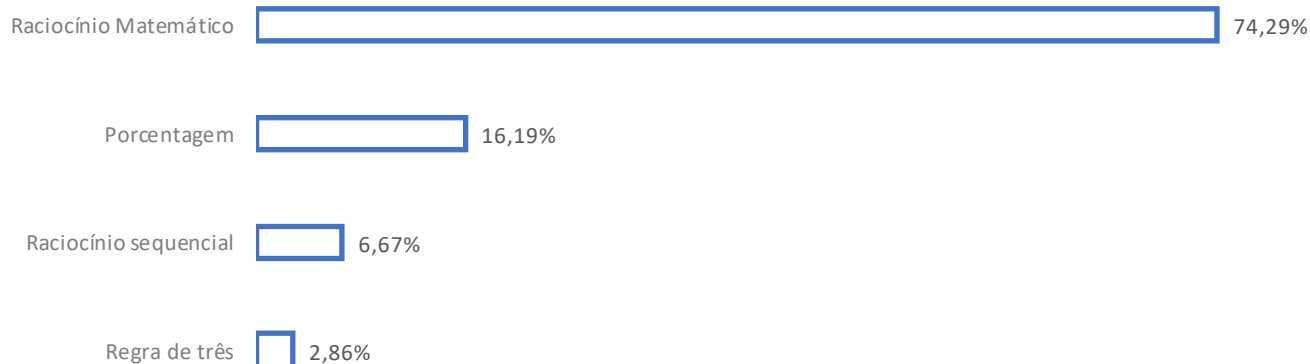 Raciocínio Matemático 74,29%
Porcentagem 16,19%
Raciocínio sequencial 6,67%
Regra de três 2,86%